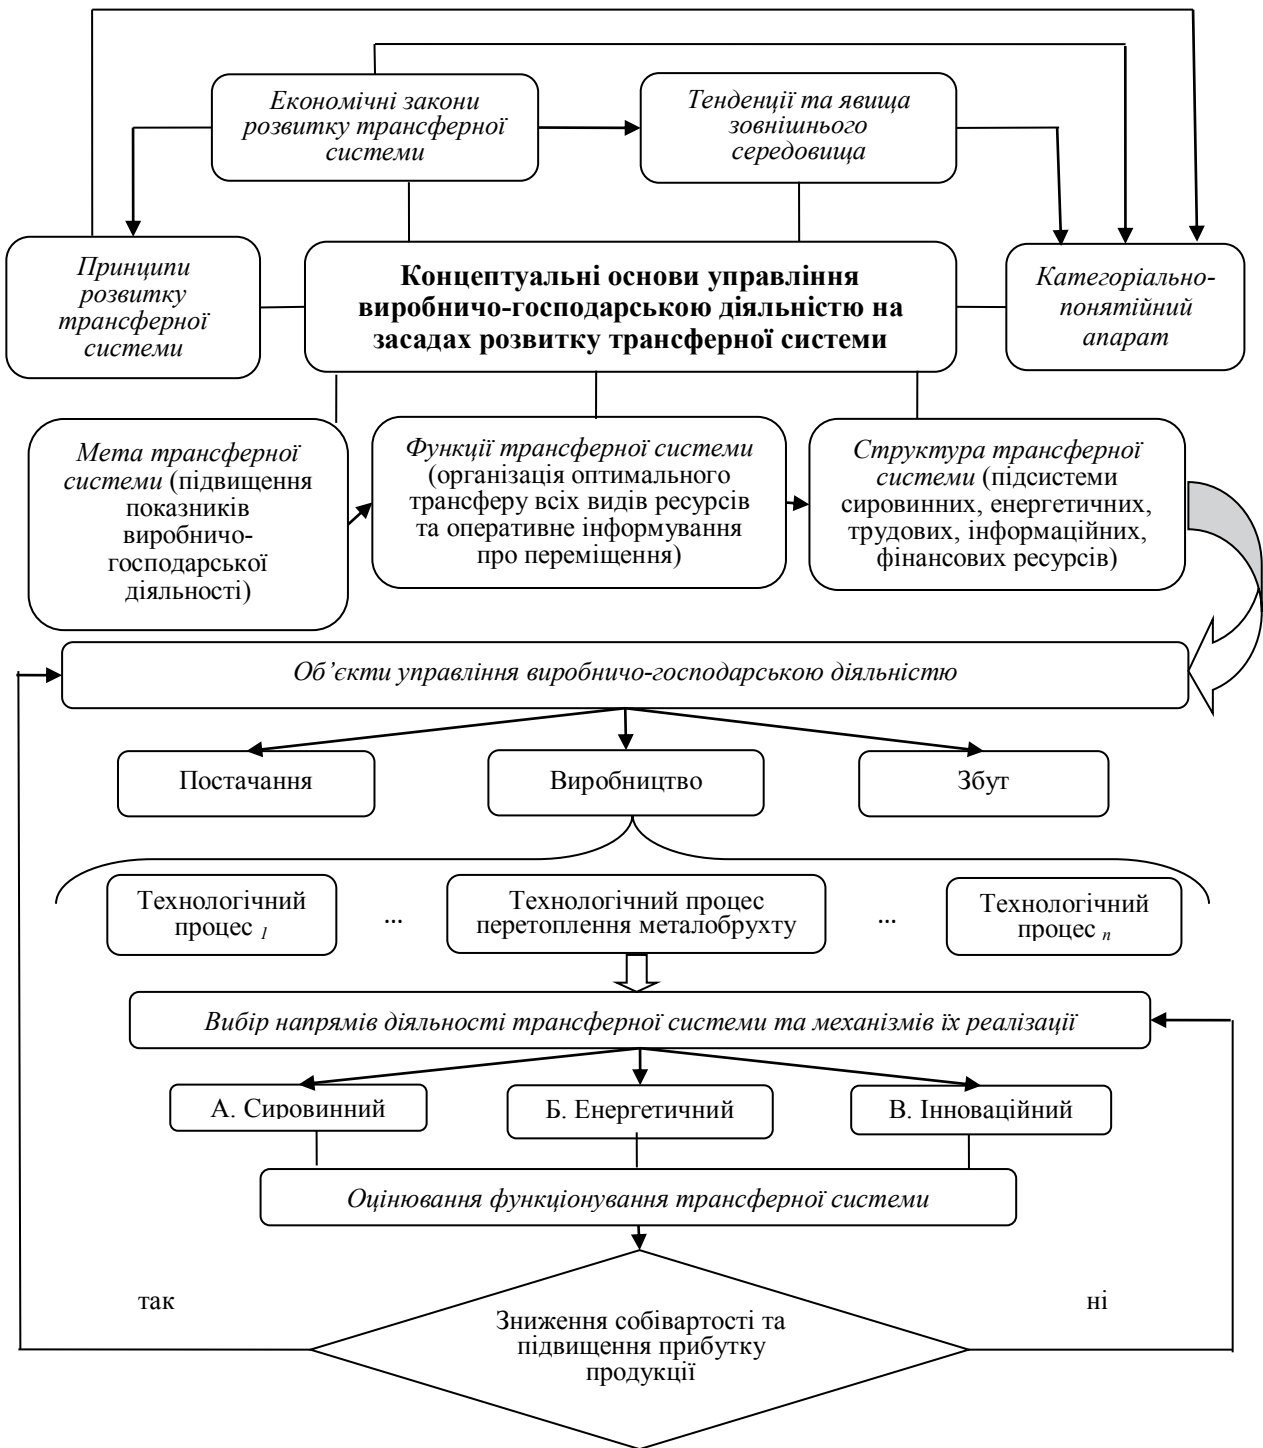 Економічні закони
розвитку трансферної
системи
Тенденції та явища
зовнішнього
середовища
Принципи
розвитку
трансферної
системи
Концептуальні основи управління
виробничо-господарською діяльністю на
засадах розвитку трансферної системи
Категоріально-
понятійний
апарат
Мета трансферної
системи (підвищення
показників
виробничо-
господарської
діяльності)
Функції трансферної системи
(організація оптимального
трансферу всіх видів ресурсів
та оперативне інформування
про переміщення)
Структура трансферної
системи (підсистеми
сировинних, енергетичних,
трудових, інформаційних,
фінансових ресурсів)
Об’єкти управління виробничо-господарською діяльністю
Постачання
Виробництво
Збут
Технологічний
процес 1
...
Технологічний процес
перетоплення металобрухту
...
Технологічний
процес n
Вибір напрямів діяльності трансферної системи та механізмів їх реалізації
А. Сировинний
Б. Енергетичний
В. Інноваційний
Оцінювання функціонування трансферної системи
так
ні
Зниження собівартості та
підвищення прибутку
продукції